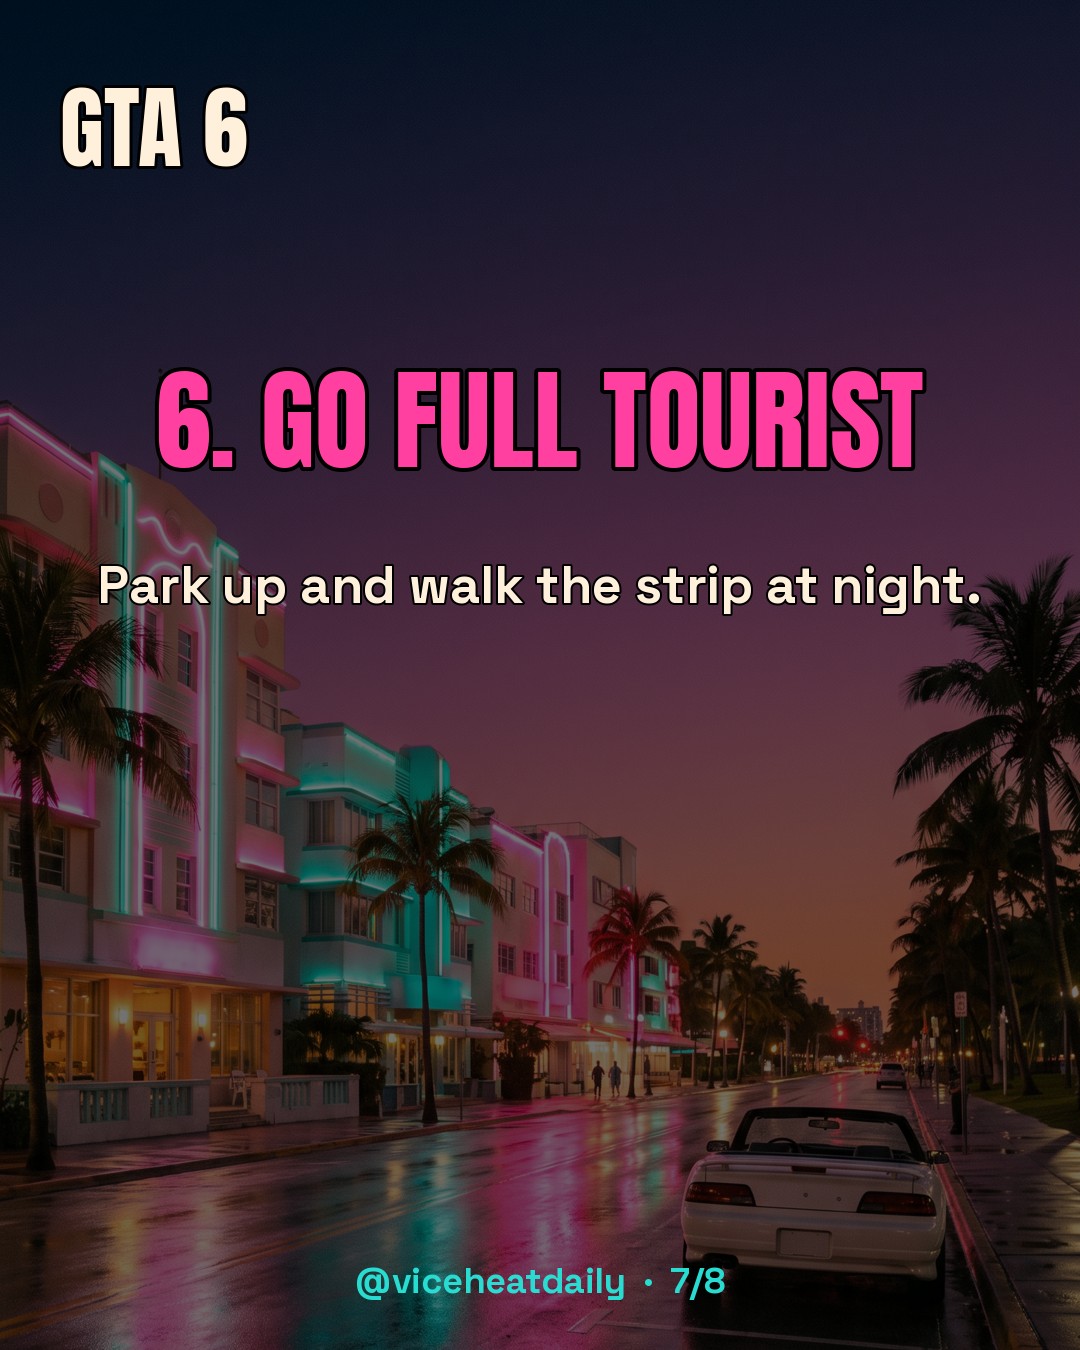 GTA 6
6. GO FULL TOURIST
Park up and walk the strip at night.
@viceheatdaily · 7/8